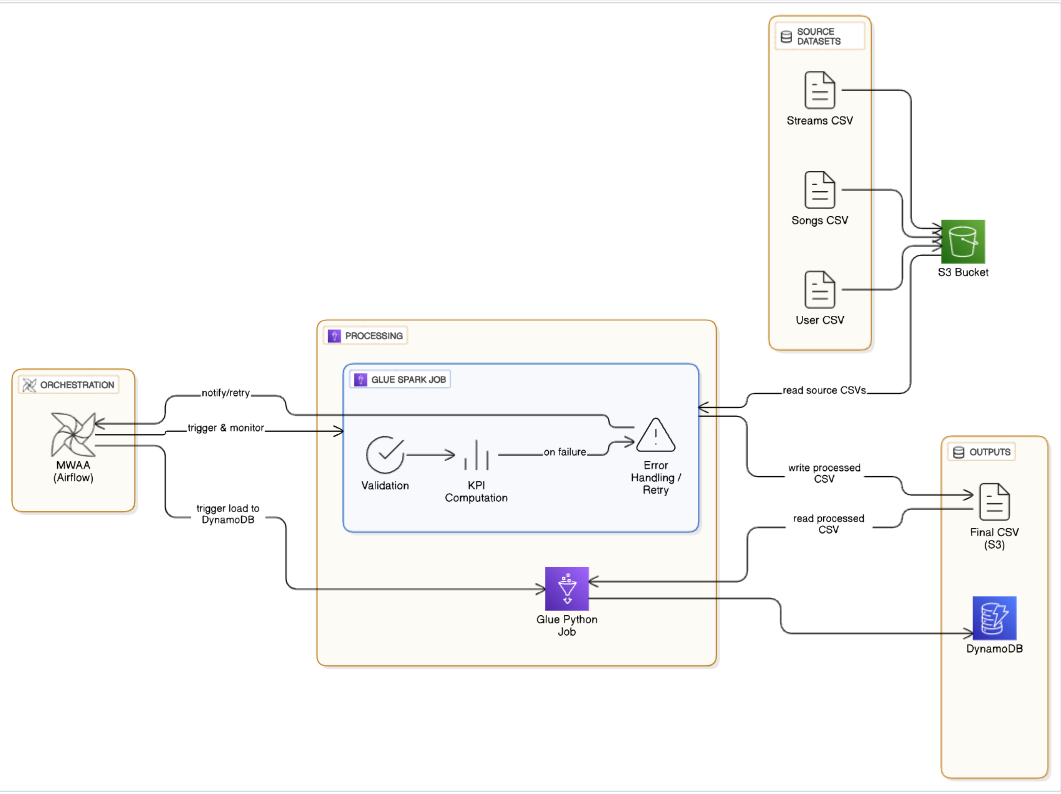 SOURCE
DATASETS
Streams CSV
Songs CSV
User CSV
S3 Bucket
PROCESSING
GLUE SPARK JOB
ORCHESTRATION
MWAA
(Airflow)
notify/retry
trigger & monitor
trigger load to
DynamoDB
Validation
KPI
Computation
on failure
Error
Handling /
Retry
read source CSVs
write processed
CSV
read processed
CSV
OUTPUTS
Final CSV
(S3)
Glue Python
Job
DynamoDB